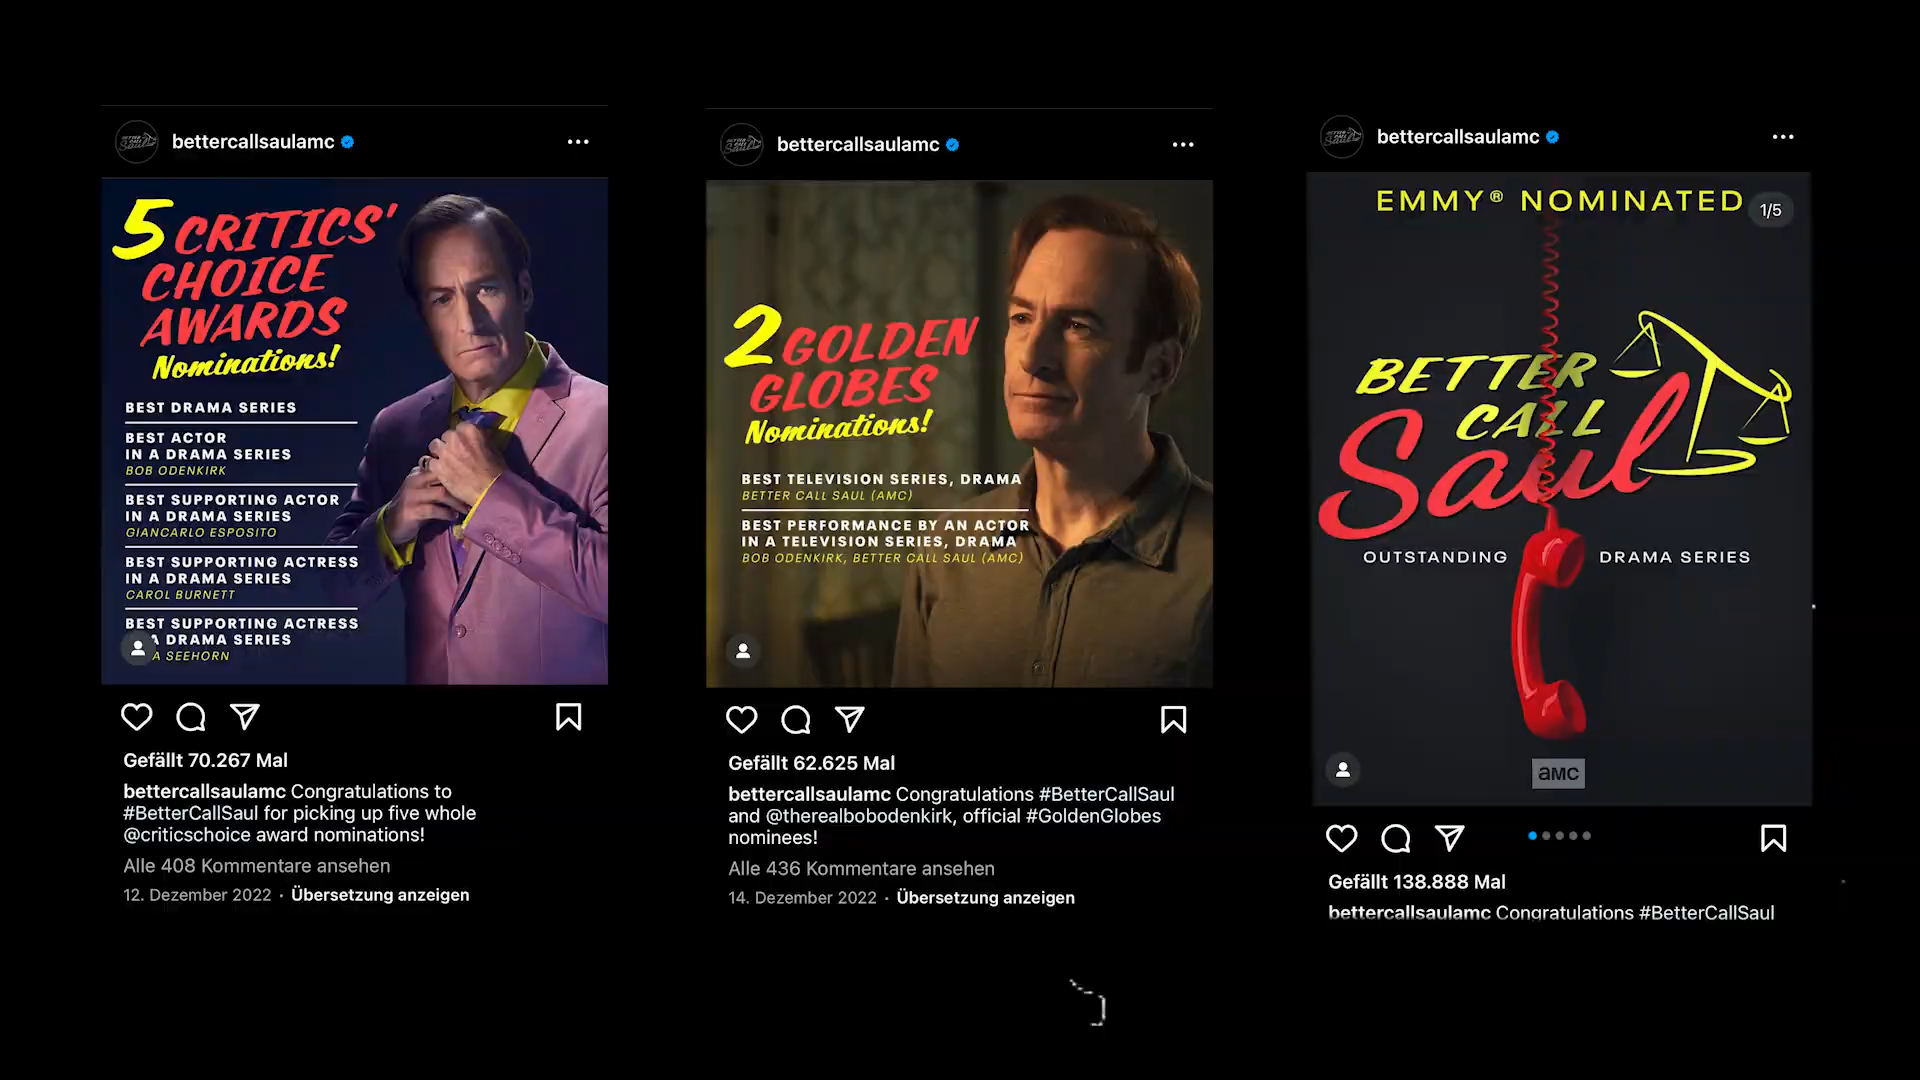 bettercallsaulamc
5 CRITICS'
CHOICE
AWARDS
Nominations!
BEST DRAMA SERIES
BEST ACTOR
IN A DRAMA SERIES
BOB ODENKIRK
BEST SUPPORTING ACTOR
IN A DRAMA SERIES
GIANCARLO ESPOSITO
BEST SUPPORTING ACTRESS
IN A DRAMA SERIES
CAROL BURNETT
BEST SUPPORTING ACTRESS
A DRAMA SERIES
A SEEHORN
Gefällt 70.267 Mal
bettercallsaulamc Congratulations to
#BetterCallSaul for picking up five whole
@criticschoice award nominations!
Alle 408 Kommentare ansehen
12. Dezember 2022 · Übersetzung anzeigen
bettercallsaulamc
2 GOLDEN
GLOBES
Nominations!
BEST TELEVISION SERIES, DRAMA
BETTER CALL SAUL (AMC)
BEST PERFORMANCE BY AN ACTOR
IN A TELEVISION SERIES, DRAMA
BOB ODENKIRK, BETTER CALL SAUL (AMC)
Gefällt 62.625 Mal
bettercallsaulamc Congratulations #BetterCallSaul
and @therealbobodenkirk, official #GoldenGlobes
nominees!
Alle 436 Kommentare ansehen
14. Dezember 2022 · Übersetzung anzeigen
bettercallsaulamc
EMMY® NOMINATED
1/5
BETTER
CALL
Saul
OUTSTANDING DRAMA SERIES
amc
Gefällt 138.888 Mal
bettercallsaulamc Congratulations #BetterCallSaul